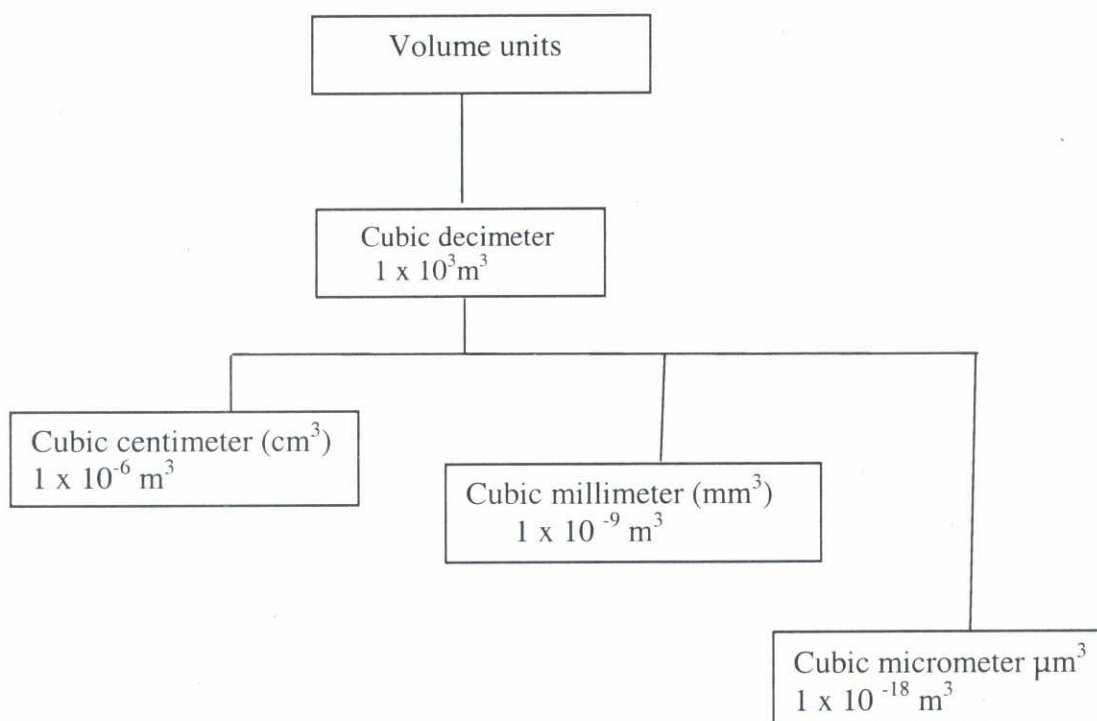 Volume units
Cubic decimeter
1 x 10³m³
Cubic centimeter (cm³)
1 x 10⁻⁶ m³
Cubic millimeter (mm³)
1 x 10 ⁻⁹ m³
Cubic micrometer µm³
1 x 10 ⁻¹⁸ m³